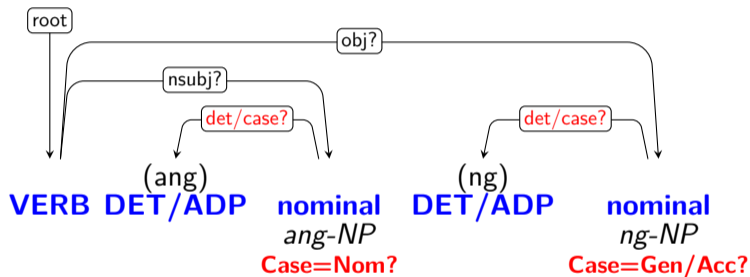 root
obj?
nsubj?
det/case? det/case?
(ang) (ng)
VERB DET/ADP nominal DET/ADP nominal
ang-NP ng-NP
Case=Nom? Case=Gen/Acc?